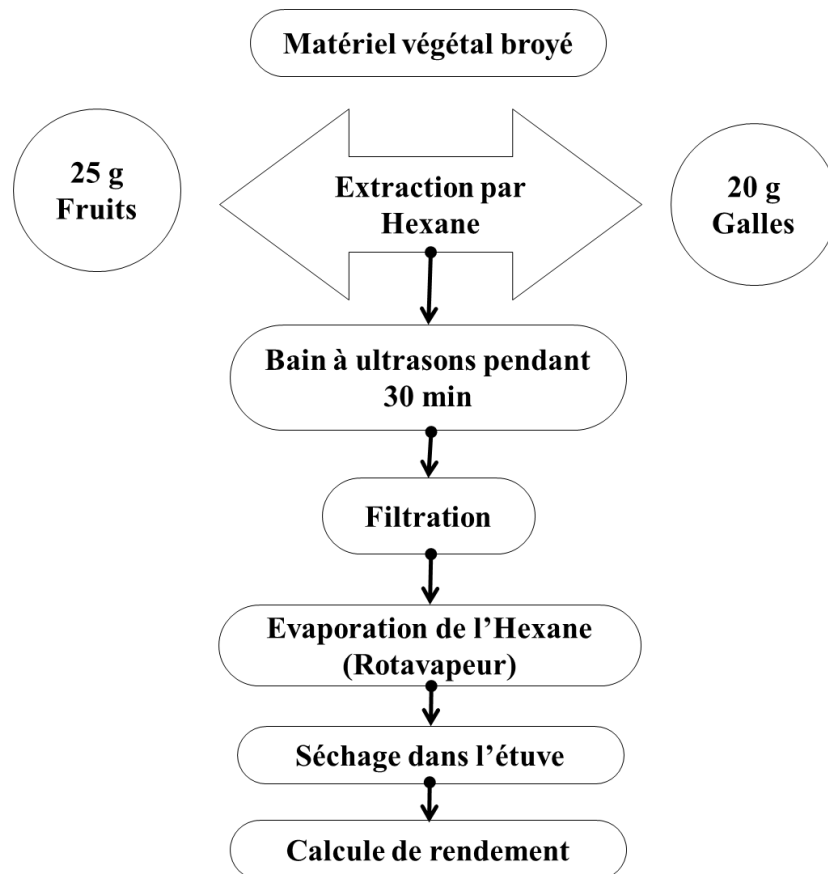 Matériel végétal broyé
25 g
Fruits
Extraction par
Hexane
20 g
Galles
Bain à ultrasons pendant
30 min
Filtration
Evaporation de l’Hexane
(Rotavapeur)
Séchage dans l’étuve
Calcule de rendement